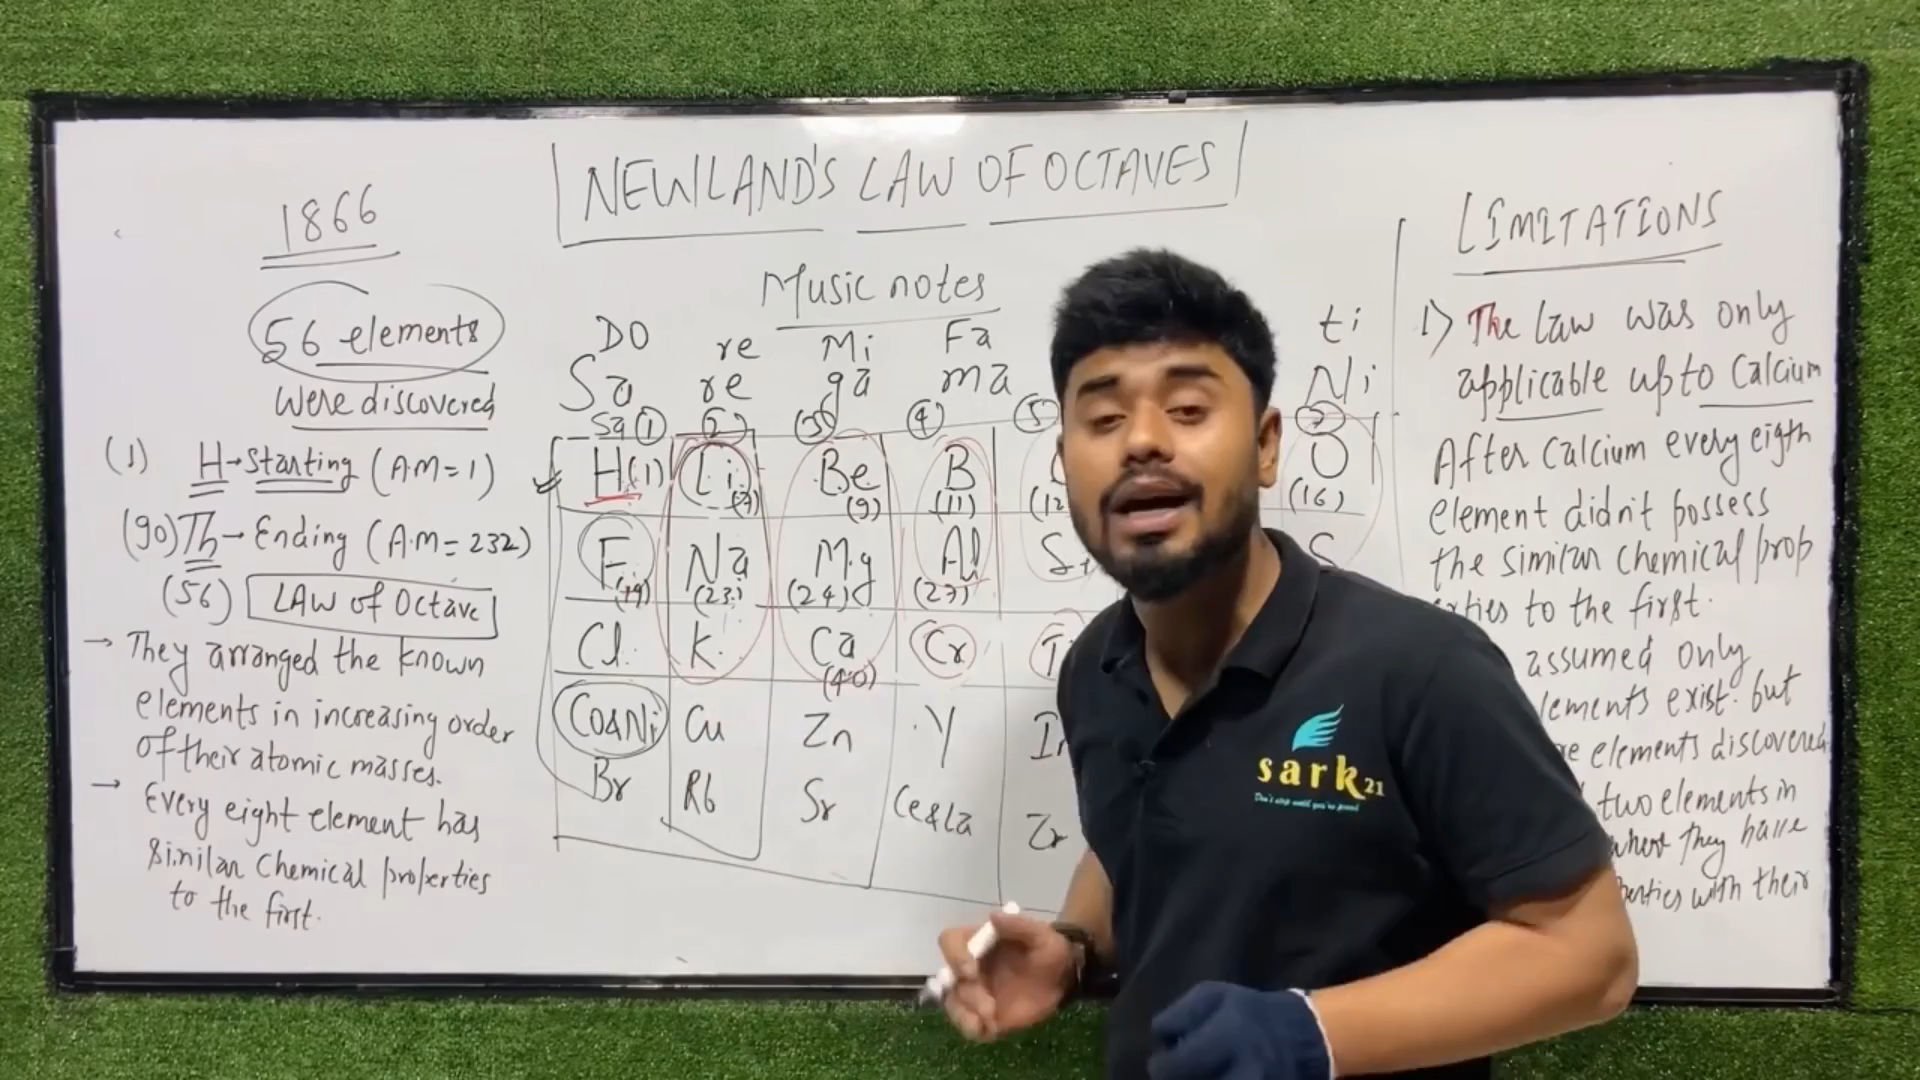 NEWLAND'S LAW OF OCTAVES
1866
56 elements
were discovered
(1) H→Starting (A.M=1)
(90) Th→Ending (A.M=232)
(56) LAW of Octave
→ They arranged the known
elements in increasing order
of their atomic masses.
→ Every eight element has
Similar Chemical properties
to the first.
Music notes
DO re Mi Fa ti
Sa re ga ma Ni
Sa ① ② ③ ④ ⑤ ⑦
H(1) Li Be B O
(7) (9) (11) (12 (16)
F Na Mg Al S
(19) (23) (24) (27)
Cl K Ca Cr
(40)
Co&Ni Cu Zn Y
Br Rb Sr Ce&La Zr
LIMITATIONS
1) The law was only
applicable upto Calcium
After Calcium every eigth
element didn't possess
the similar chemical prop
erties to the first.
assumed only
lements exist. but
re elements discovered
two elements in
where they have
perties with their
sark21